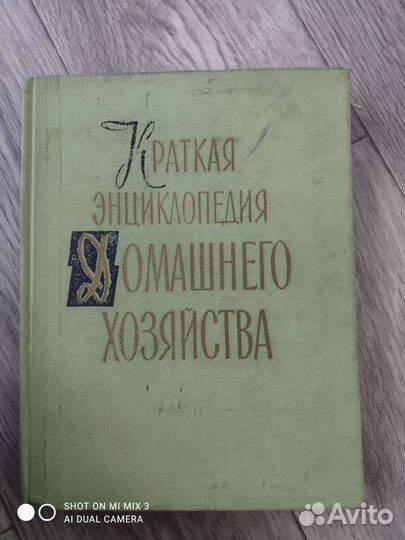 Краткая
энциклопедия
Домашнего
хозяйства
SHOT ON MI MIX 3
AI DUAL CAMERA
Avito